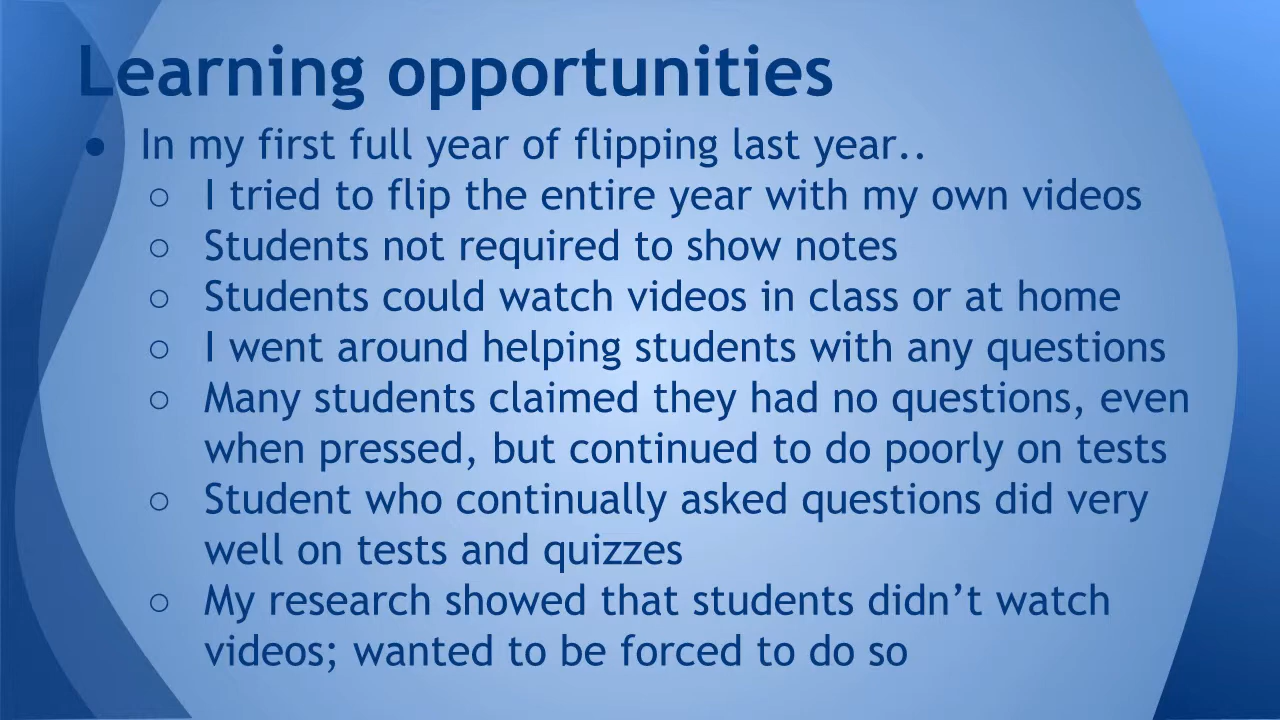 Learning opportunities
● In my first full year of flipping last year..
○ I tried to flip the entire year with my own videos
○ Students not required to show notes
○ Students could watch videos in class or at home
○ I went around helping students with any questions
○ Many students claimed they had no questions, even
when pressed, but continued to do poorly on tests
○ Student who continually asked questions did very
well on tests and quizzes
○ My research showed that students didn’t watch
videos; wanted to be forced to do so